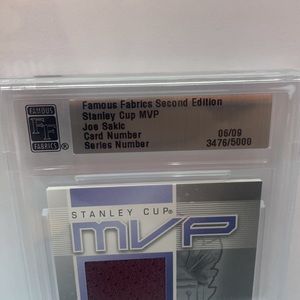 Famous Fabrics Second Edition
Stanley Cup MVP
Joe Sakic
Card Number 06/09
Series Number 3476/5000
FAMOUS
FF
FABRICS®
STANLEY CUP®
MVP